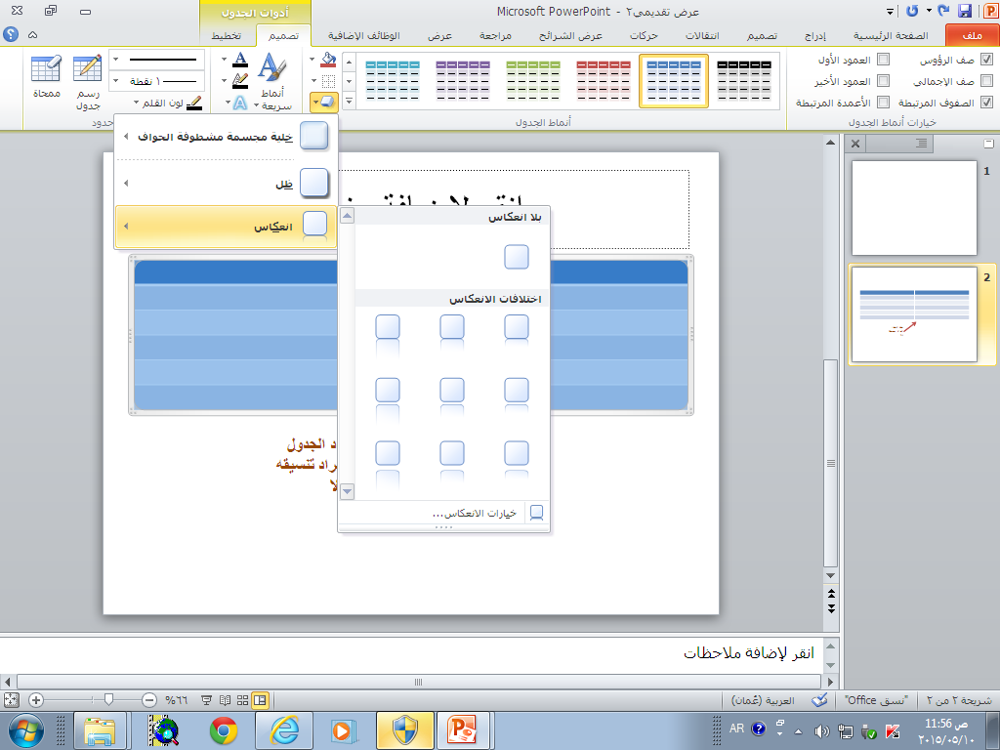 عرض تقديمي٢ - Microsoft PowerPoint
أدوات الجدول
ملف
الصفحة الرئيسية
إدراج
تصميم
انتقالات
حركات
عرض الشرائح
مراجعة
عرض
الوظائف الإضافية
تصميم
تخطيط
صف الرؤوس
العمود الأول
صف الإجمالي
العمود الأخير
الصفوف المرتبطة
الأعمدة المرتبطة
خيارات أنماط الجدول
أنماط الجدول
أنماط
سريعة
١ نقطة
لون القلم
رسم
جدول
ممحاة
حدود
خلية مجسمة مشطوفة الحواف
ظل
انعكاس
بلا انعكاس
اختلافات الانعكاس
خيارات الانعكاس...
د الجدول
راد تنسيقه
1
2
انقر لإضافة ملاحظات
شريحة ٢ من ٢
"نسق Office"
العربية (عُمان)
٦٦%
AR
11:56 ص
٢٠١٥/٠٥/١٠